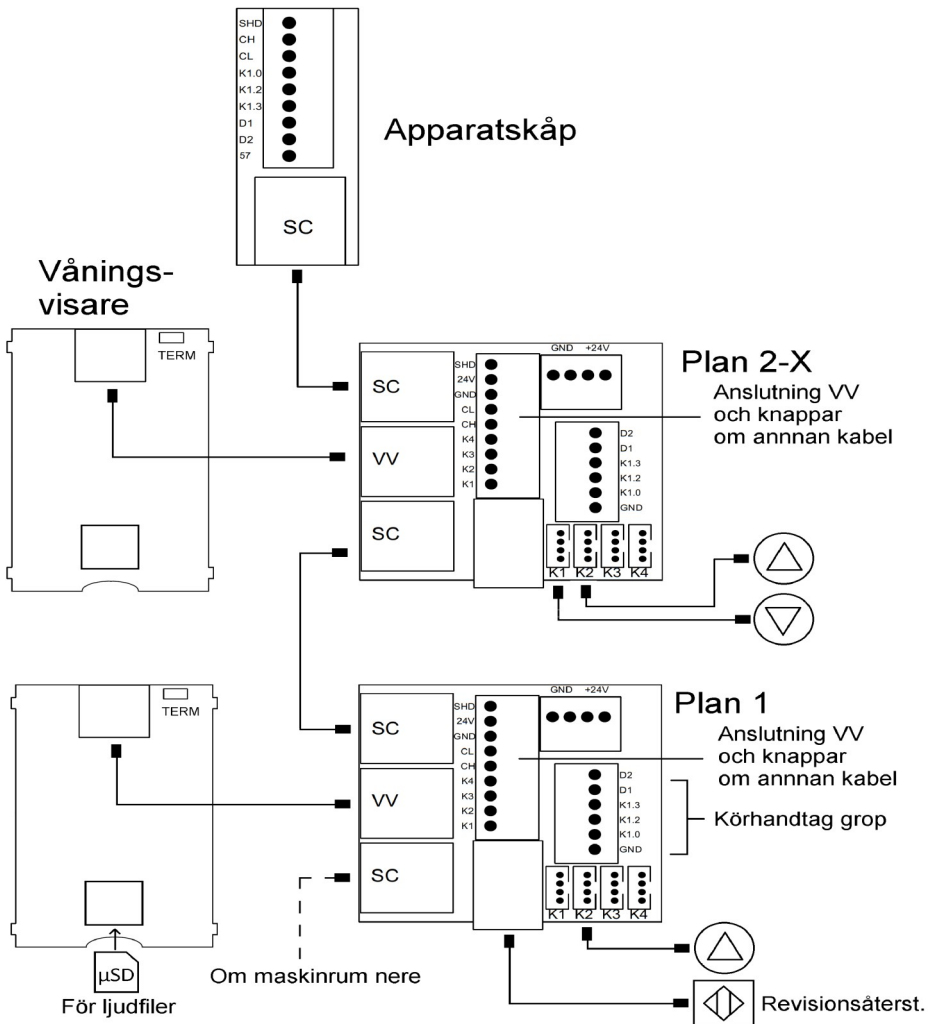 SHD
CH
CL
K1.0
K1.2
K1.3
D1
D2
57
SC
Apparatskåp
Vånings-
visare
TERM
SC
VV
SC
SHD
24V
GND
CL
CH
K4
K3
K2
K1
GND +24V
D2
D1
K1.3
K1.2
K1.0
GND
K1 K2 K3 K4
Plan 2-X
Anslutning VV
och knappar
om annnan kabel
TERM
SC
VV
SC
SHD
24V
GND
CL
CH
K4
K3
K2
K1
GND +24V
D2
D1
K1.3
K1.2
K1.0
GND
K1 K2 K3 K4
Plan 1
Anslutning VV
och knappar
om annnan kabel
Körhandtag grop
µSD
För ljudfiler
Om maskinrum nere
Revisionsåterst.